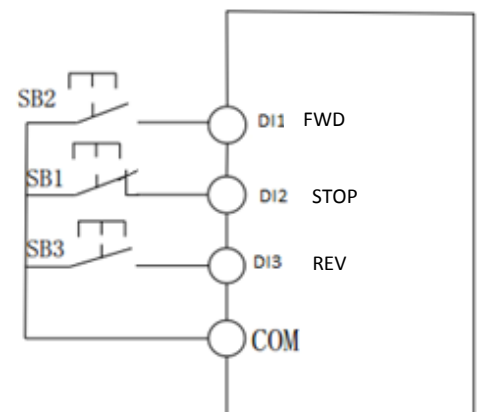 SB2
DI1 FWD
SB1
DI2 STOP
SB3
DI3 REV
COM